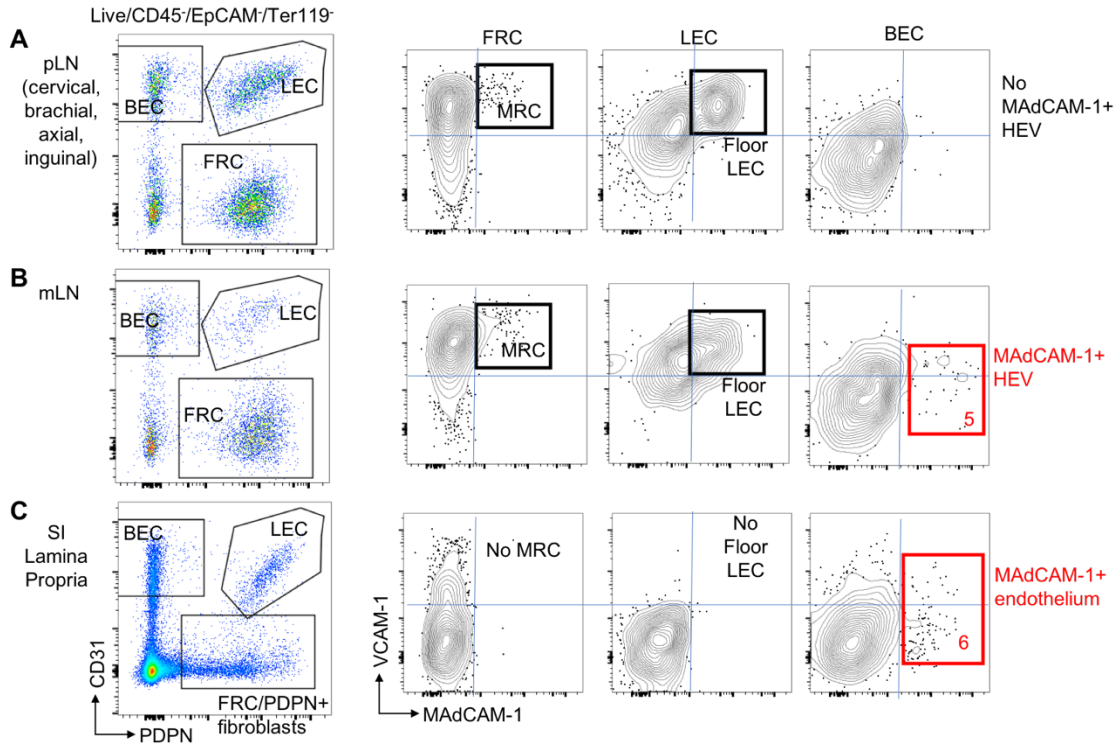 Live/CD45-/EpCAM-/Ter119-
A
pLN
(cervical,
brachial,
axial,
inguinal)
BEC
LEC
FRC
FRC
LEC
BEC
MRC
Floor
LEC
No
MAdCAM-1+
HEV
B
mLN
BEC
LEC
FRC
MRC
Floor
LEC
5
MAdCAM-1+
HEV
C
SI
Lamina
Propria
BEC
LEC
FRC/PDPN+
fibroblasts
CD31
PDPN
No MRC
No
Floor
LEC
6
MAdCAM-1+
endothelium
VCAM-1
MAdCAM-1